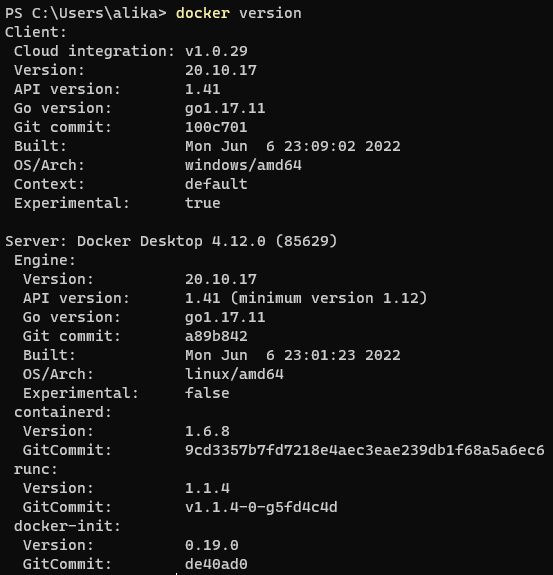 PS C:\Users\alika> docker version
Client:
 Cloud integration: v1.0.29
 Version:           20.10.17
 API version:       1.41
 Go version:        go1.17.11
 Git commit:        100c701
 Built:             Mon Jun  6 23:09:02 2022
 OS/Arch:           windows/amd64
 Context:           default
 Experimental:      true

Server: Docker Desktop 4.12.0 (85629)
 Engine:
  Version:          20.10.17
  API version:      1.41 (minimum version 1.12)
  Go version:       go1.17.11
  Git commit:       a89b842
  Built:            Mon Jun  6 23:01:23 2022
  OS/Arch:          linux/amd64
  Experimental:     false
 containerd:
  Version:          1.6.8
  GitCommit:        9cd3357b7fd7218e4aec3eae239db1f68a5a6ec6
 runc:
  Version:          1.1.4
  GitCommit:        v1.1.4-0-g5fd4c4d
 docker-init:
  Version:          0.19.0
  GitCommit:        de40ad0